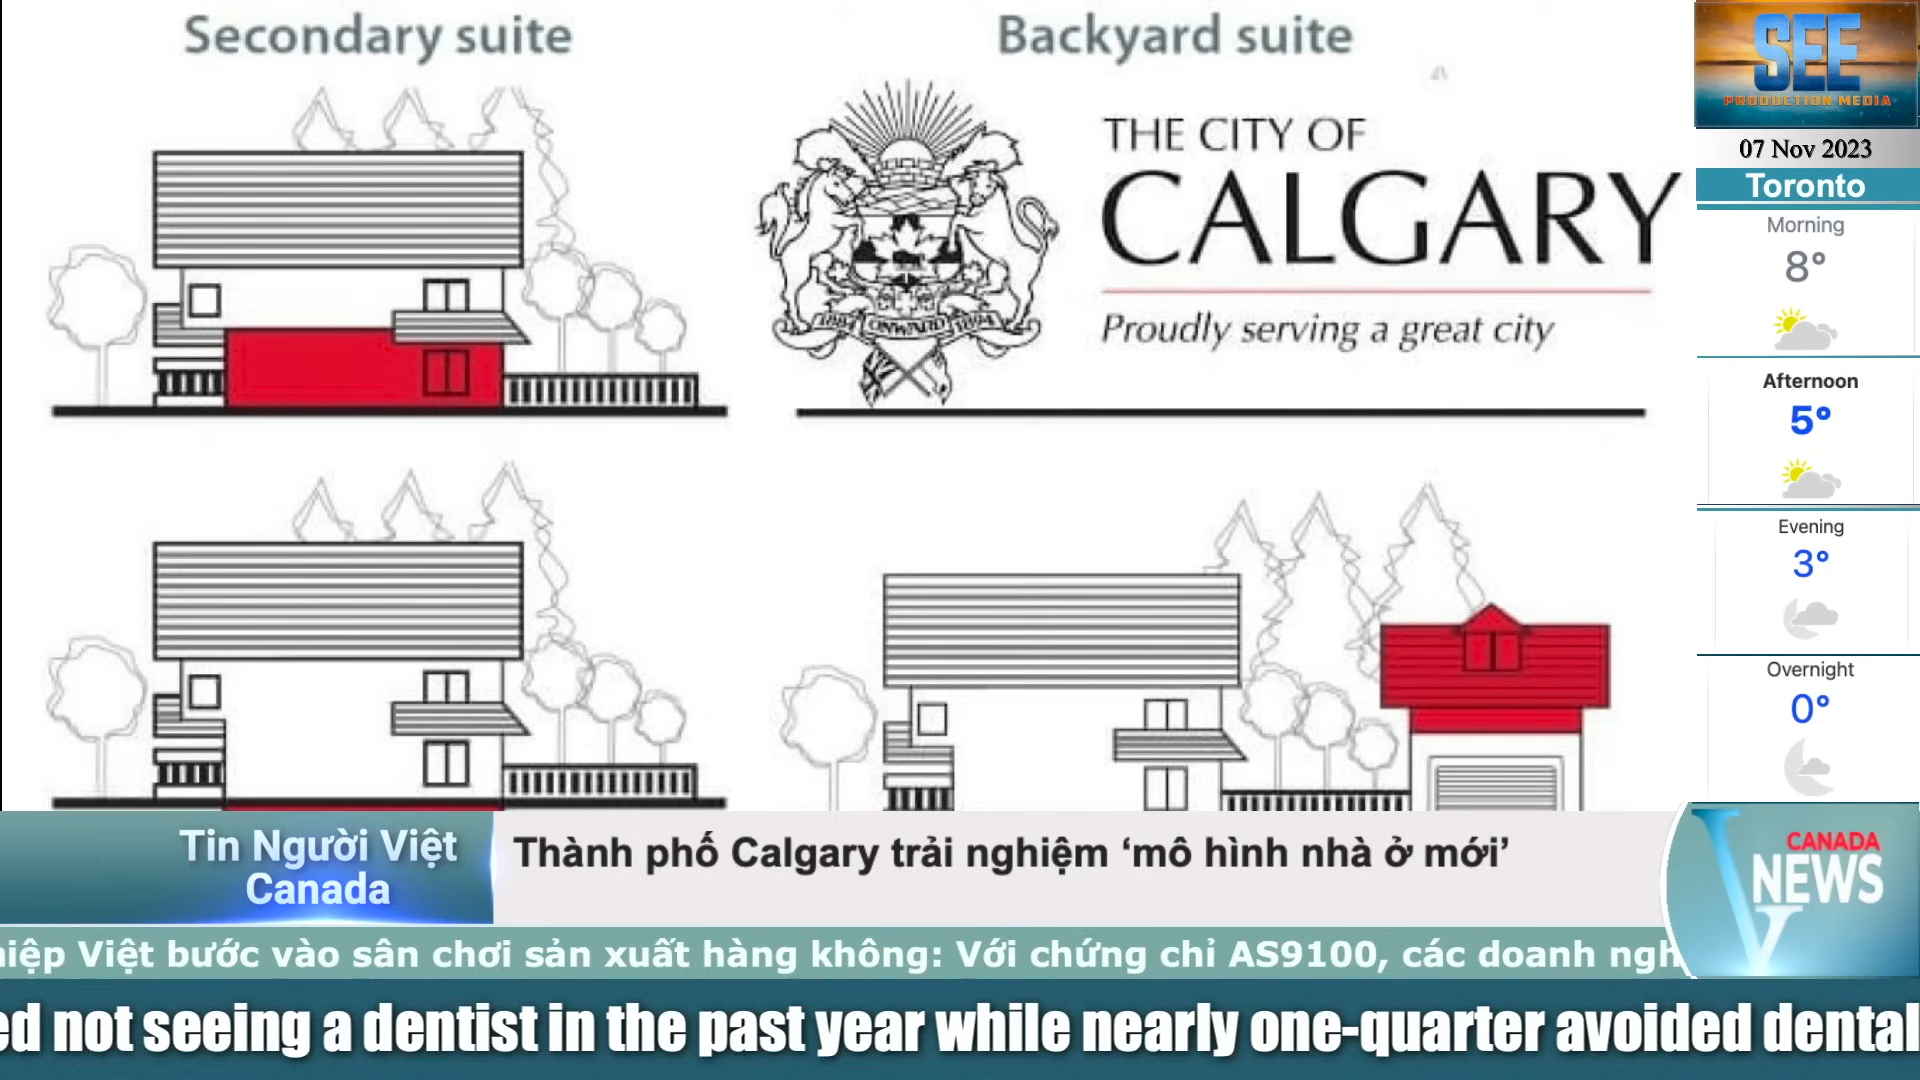 Secondary suite
Backyard suite
THE CITY OF
CALGARY
Proudly serving a great city
1884 ONWARD 1894
SEE
PRODUCTION MEDIA
07 Nov 2023
Toronto
Morning
8°
Afternoon
5°
Evening
3°
Overnight
0°
Tin Người Việt
Canada
Thành phố Calgary trải nghiệm ‘mô hình nhà ở mới’
CANADA
V NEWS
iệp Việt bước vào sân chơi sản xuất hàng không: Với chứng chỉ AS9100, các doanh ngh
ed not seeing a dentist in the past year while nearly one-quarter avoided dental